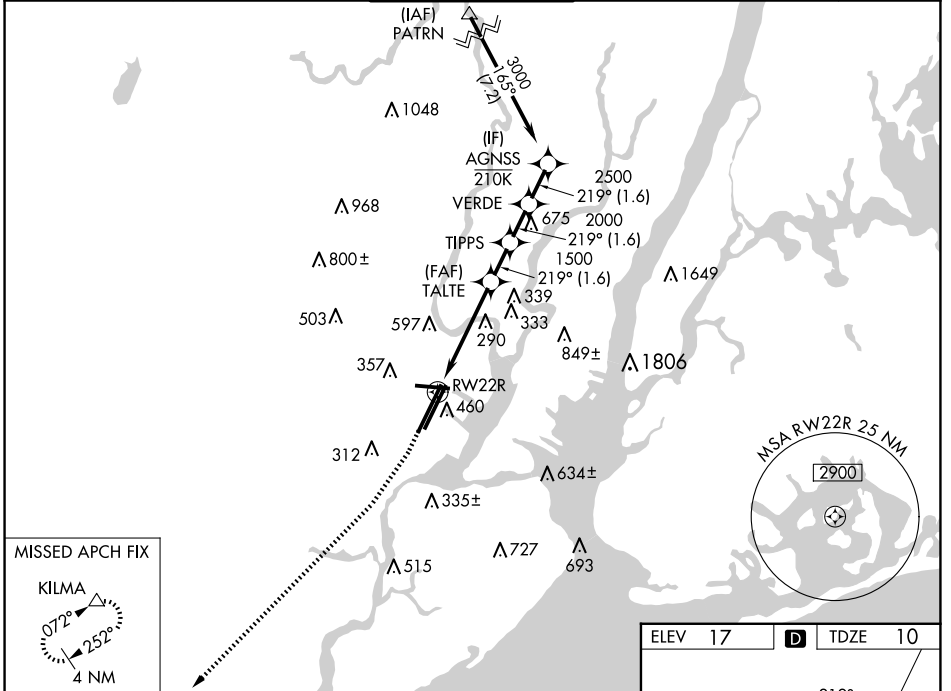 (IAF)
PATRN
3000
165°
(7.2)
1048
(IF)
AGNSS
210K
2500
219° (1.6)
VERDE
675
2000
219° (1.6)
968
TIPPS
1500
219° (1.6)
800±
(FAF)
TALTE
1649
339
333
503
597
290
849±
1806
357
RW22R
460
MSA RW22R 25 NM
2900
312
634±
335±
727
693
515
MISSED APCH FIX
KILMA
072°
252°
4 NM
ELEV 17 D TDZE 10